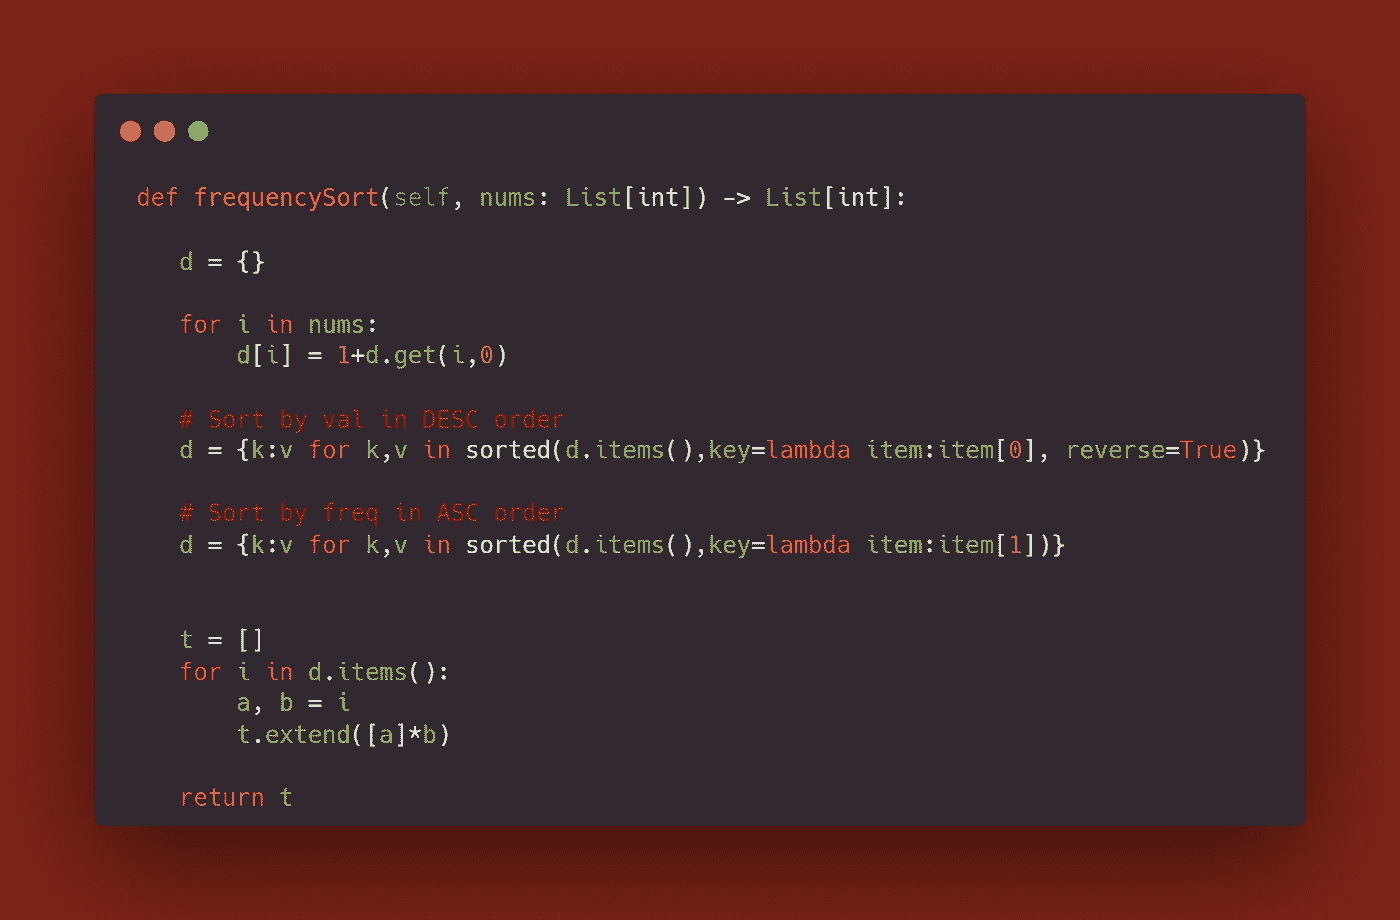 def frequencySort(self, nums: List[int]) -> List[int]:
d = {}
for i in nums:
d[i] = 1+d.get(i,0)
# Sort by val in DESC order
d = {k:v for k,v in sorted(d.items(),key=lambda item:item[0], reverse=True)}
# Sort by freq in ASC order
d = {k:v for k,v in sorted(d.items(),key=lambda item:item[1])}
t = []
for i in d.items():
a, b = i
t.extend([a]*b)
return t